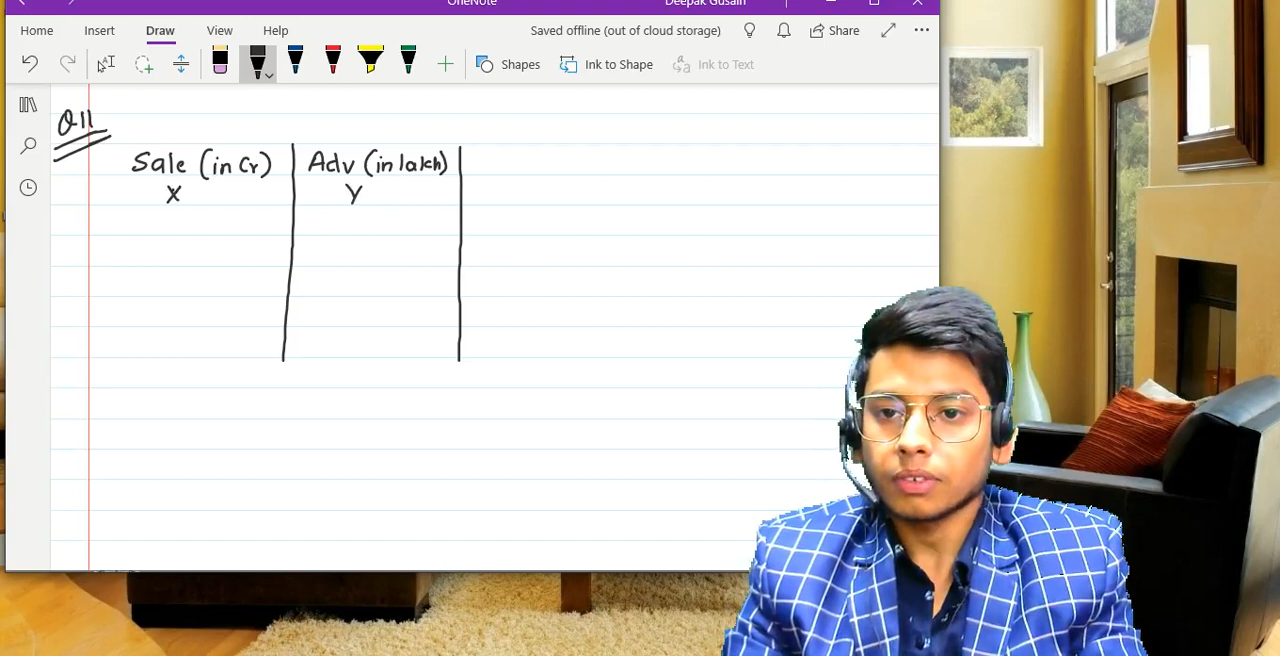 OneNote
Deepak Gusain
Home Insert Draw View Help
Saved offline (out of cloud storage)
Share
Shapes
Ink to Shape
Ink to Text
Q11
Sale (in Cr) Adv (in lakh)
X Y